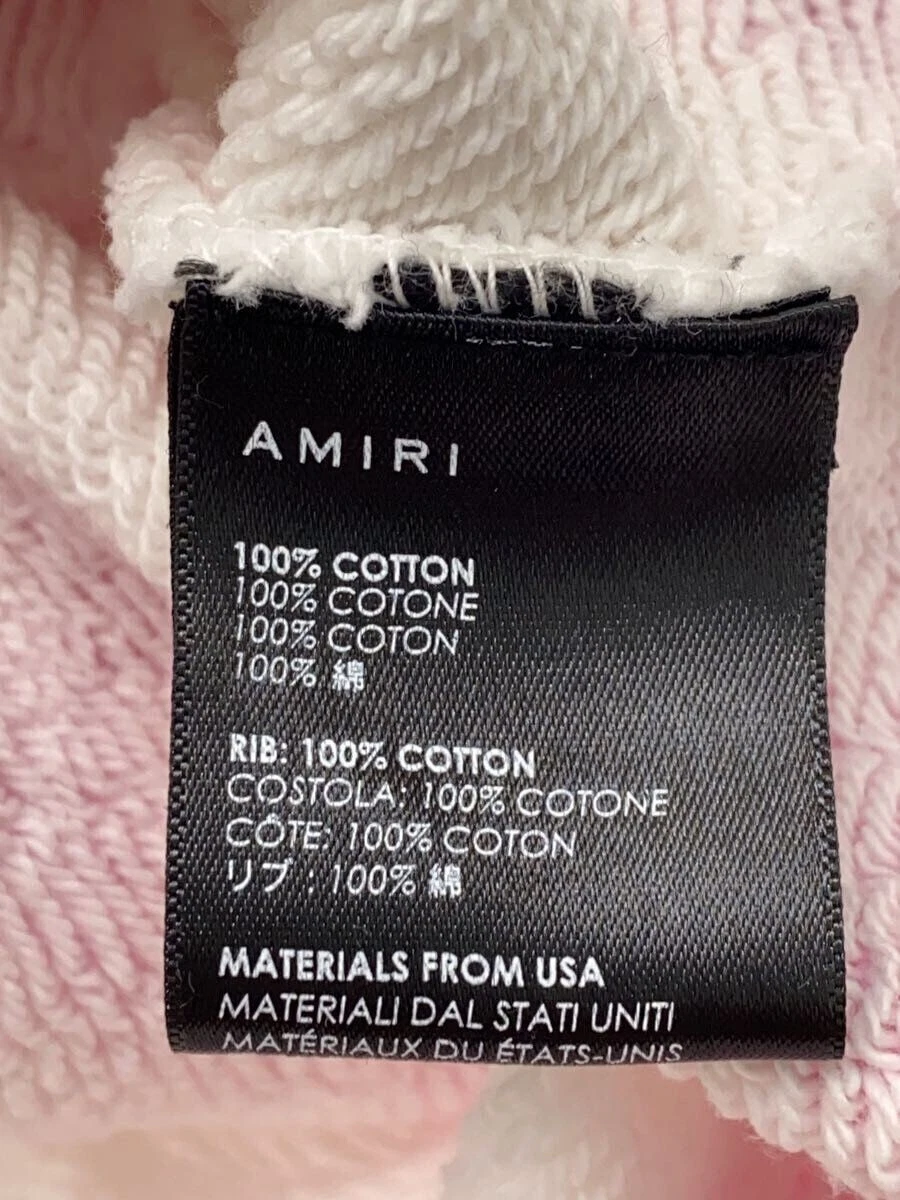 AMIRI
100% COTTON
100% COTONE
100% COTON
100% 綿
RIB: 100% COTTON
COSTOLA: 100% COTONE
CÔTE: 100% COTON
リブ : 100% 綿
MATERIALS FROM USA
MATERIALI DAL STATI UNITI
MATÉRIAUX DU ÉTATS-UNIS